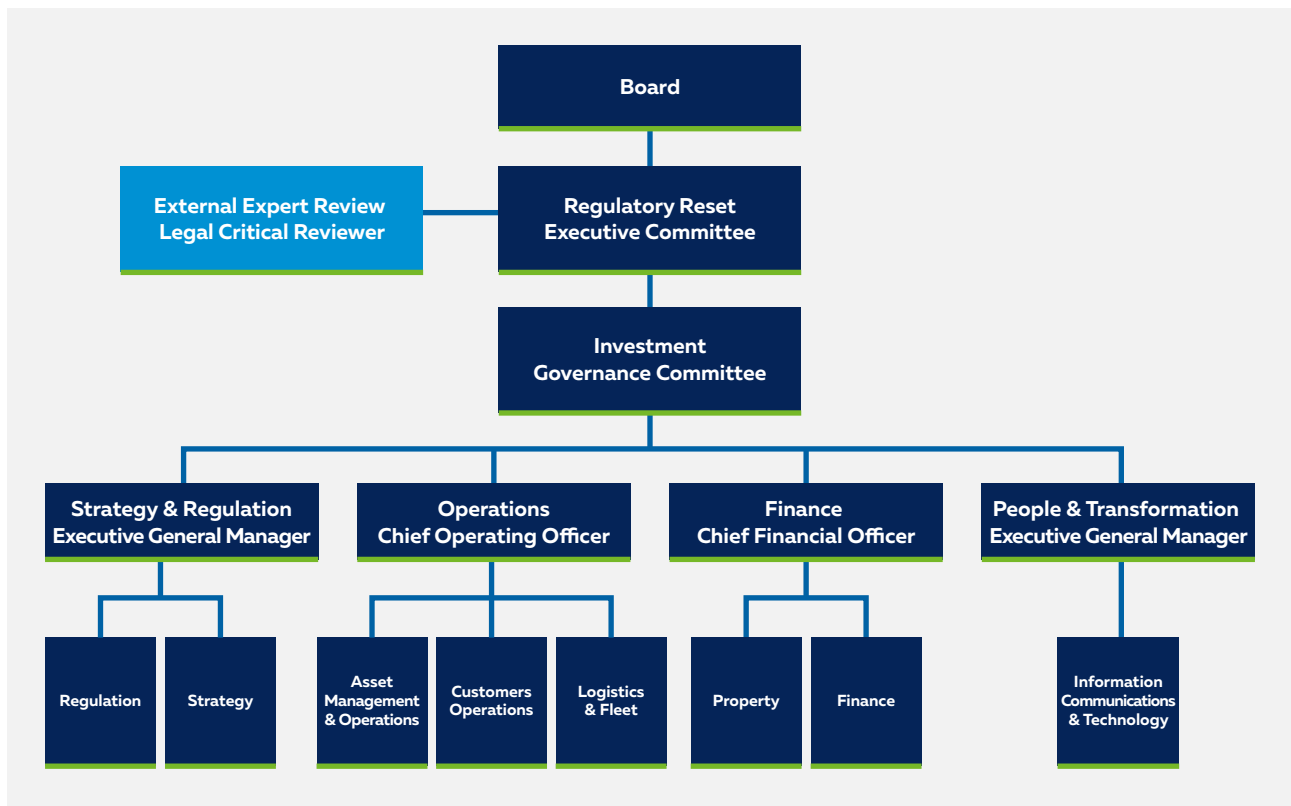 Board
External Expert Review
Legal Critical Reviewer
Regulatory Reset
Executive Committee
Investment
Governance Committee
Strategy & Regulation
Executive General Manager
Operations
Chief Operating Officer
Finance
Chief Financial Officer
People & Transformation
Executive General Manager
Regulation
Strategy
Asset
Management
& Operations
Customers
Operations
Logistics
& Fleet
Property
Finance
Information
Communications
& Technology